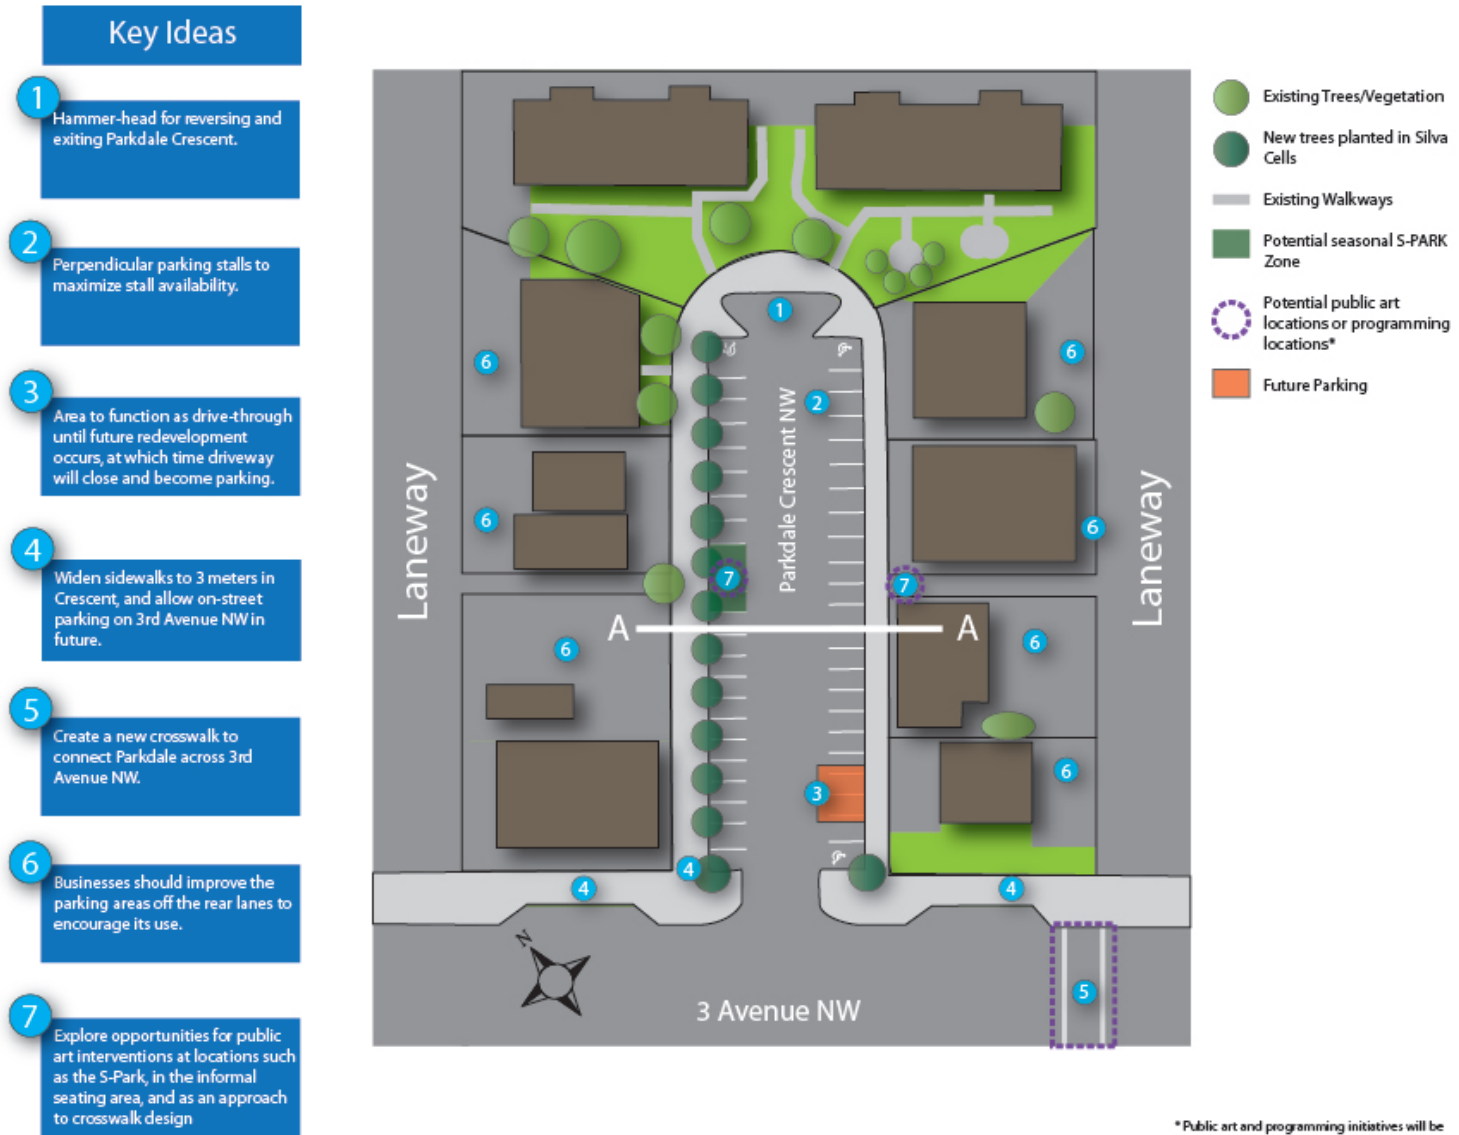 Key Ideas
1
Hammer-head for reversing and
exiting Parkdale Crescent.
2
Perpendicular parking stalls to
maximize stall availability.
3
Area to function as drive-through
until future redevelopment
occurs, at which time driveway
will close and become parking.
4
Widen sidewalks to 3 meters in
Crescent, and allow on-street
parking on 3rd Avenue NW in
future.
5
Create a new crosswalk to
connect Parkdale across 3rd
Avenue NW.
6
Businesses should improve the
parking areas off the rear lanes to
encourage its use.
7
Explore opportunities for public
art interventions at locations such
as the S-Park, in the informal
seating area, and as an approach
to crosswalk design
1
6
6
2
Laneway
Parkdale Crescent NW
Laneway
6
6
7
7
A
A
6
6
6
3
4
4
4
N
5
3 Avenue NW
Existing Trees/Vegetation
New trees planted in Silva
Cells
Existing Walkways
Potential seasonal S-PARK
Zone
Potential public art
locations or programming
locations*
Future Parking
* Public art and programming initiatives will be